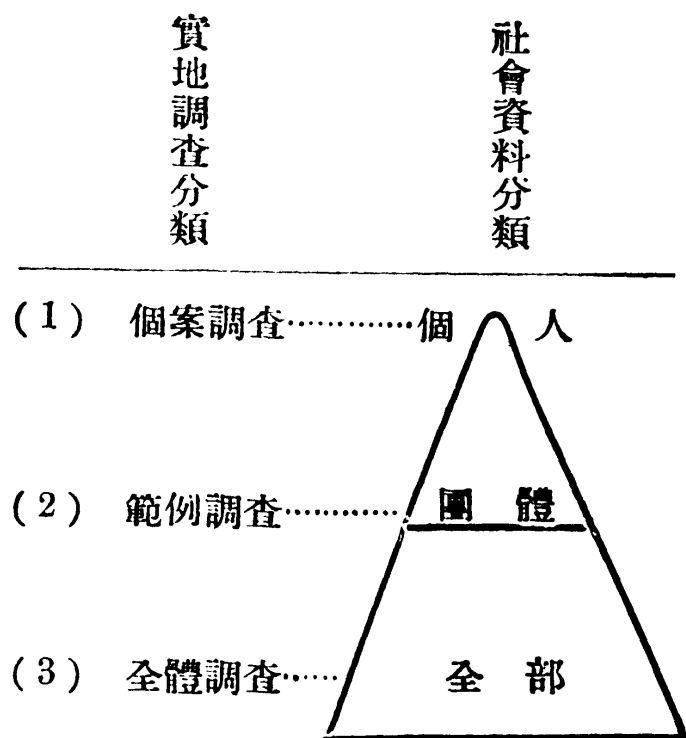 實地調查分類
社會資料分類
(1) 個案調查…………個人
(2) 範例調查…………團體
(3) 全體調查……全部